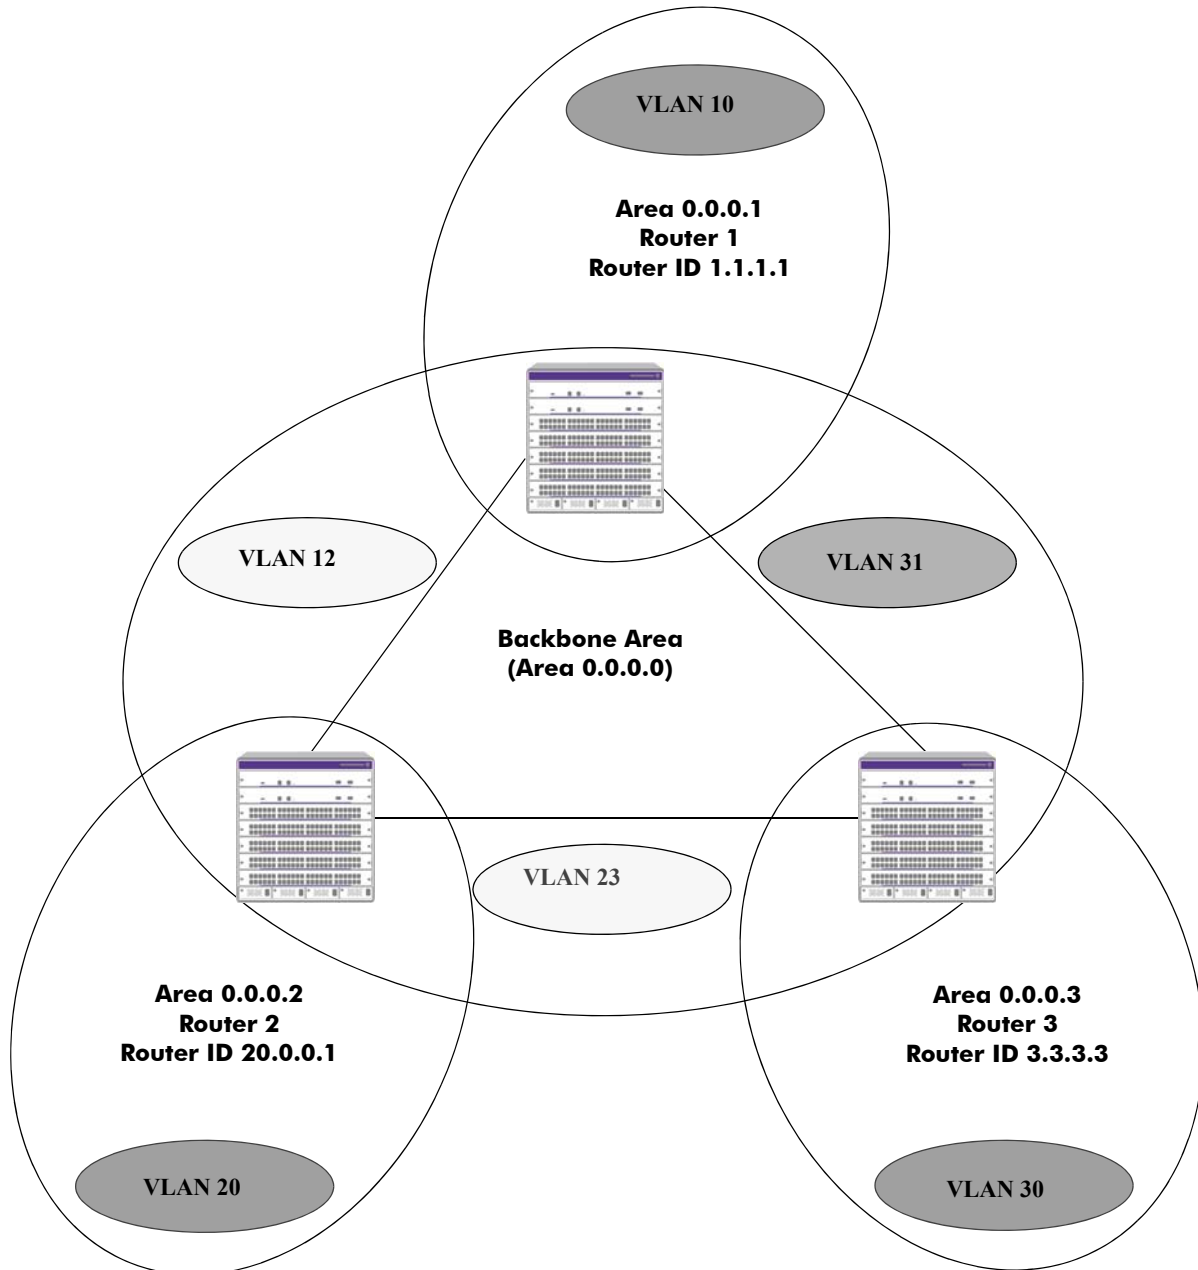 VLAN 10
Area 0.0.0.1
Router 1
Router ID 1.1.1.1
VLAN 12
VLAN 31
Backbone Area
(Area 0.0.0.0)
VLAN 23
Area 0.0.0.2
Router 2
Router ID 20.0.0.1
Area 0.0.0.3
Router 3
Router ID 3.3.3.3
VLAN 20
VLAN 30